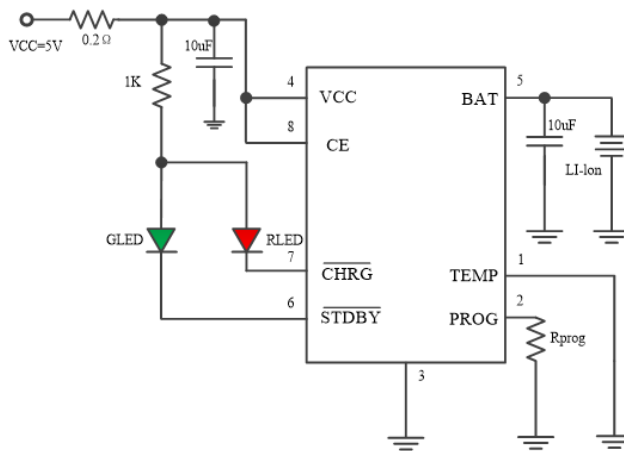 VCC=5V
0.2Ω
10uF
1K
4
VCC
BAT
5
8
CE
10uF
LI-lon
GLED
RLED
7
CHRG
TEMP
1
6
STDBY
PROG
2
Rprog
3